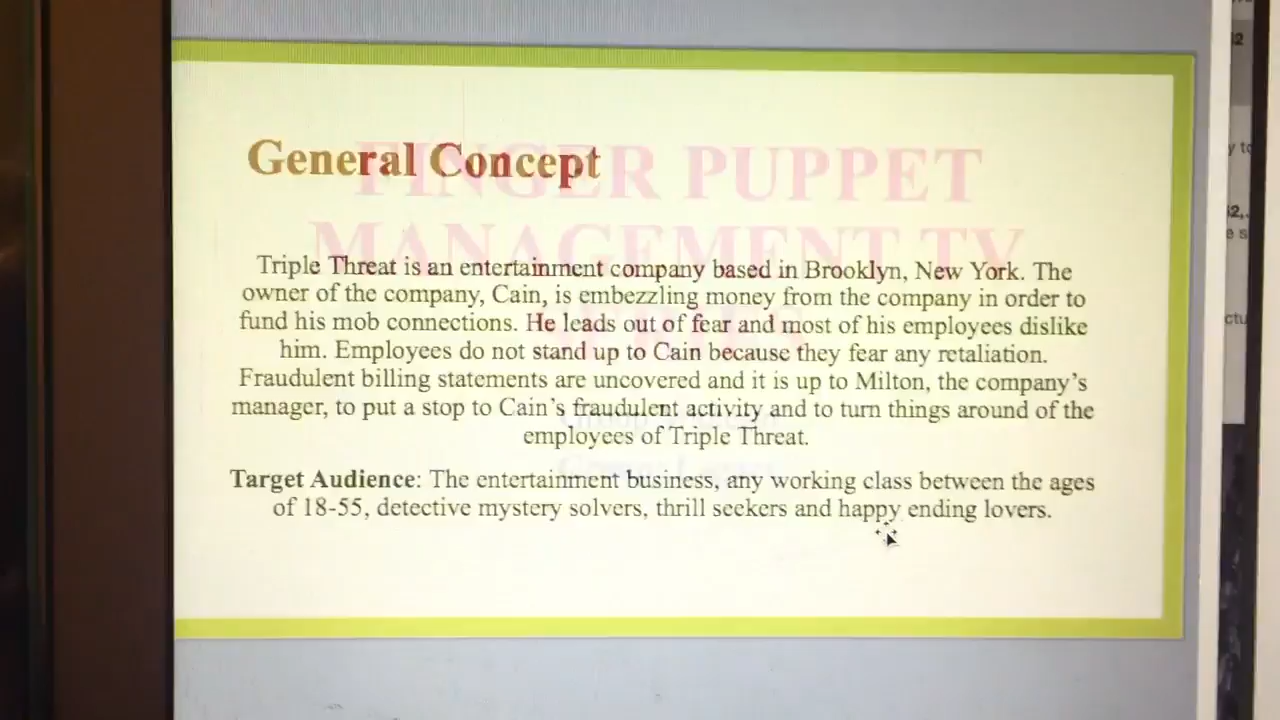 General Concept
FINGER PUPPET
MANAGEMENT TV
Triple Threat is an entertainment company based in Brooklyn, New York. The
owner of the company, Cain, is embezzling money from the company in order to
fund his mob connections. He leads out of fear and most of his employees dislike
him. Employees do not stand up to Cain because they fear any retaliation.
Fraudulent billing statements are uncovered and it is up to Milton, the company's
manager, to put a stop to Cain's fraudulent activity and to turn things around of the
employees of Triple Threat.
Target Audience: The entertainment business, any working class between the ages
of 18-55, detective mystery solvers, thrill seekers and happy ending lovers.